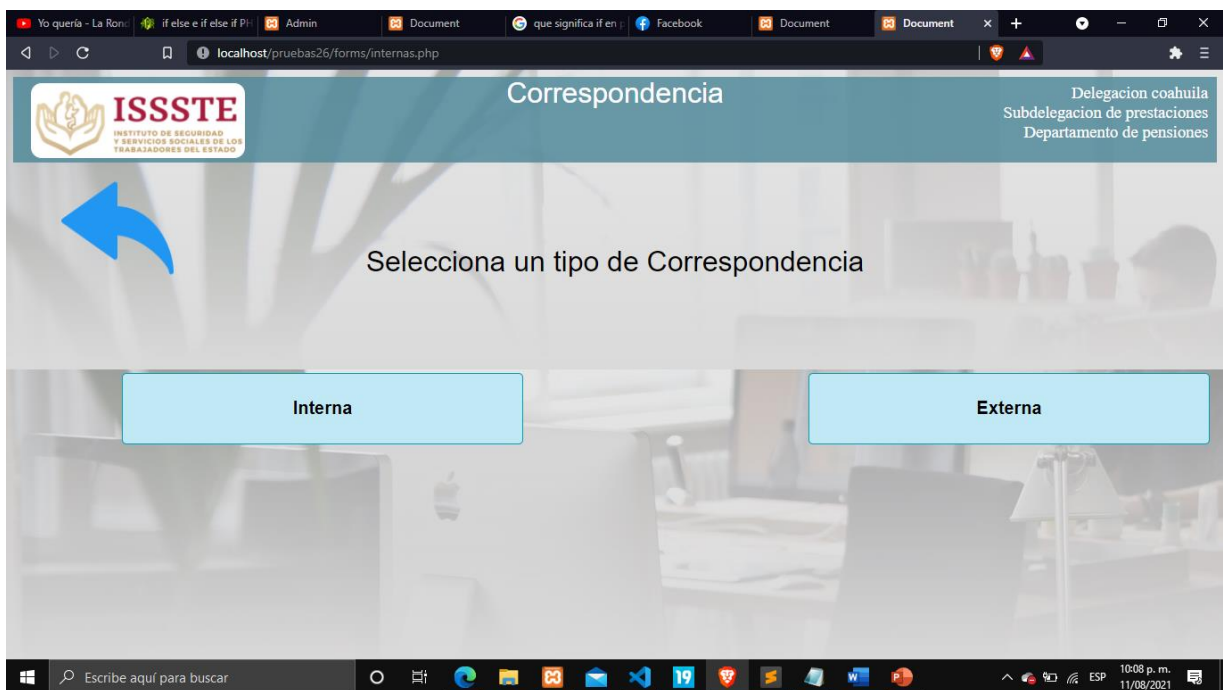 Yo quería - La Rond
if else e if else if PH
Admin
Document
que significa if en p
Facebook
Document
Document
localhost/pruebas26/forms/internas.php
ISSSTE
INSTITUTO DE SEGURIDAD
Y SERVICIOS SOCIALES DE LOS
TRABAJADORES DEL ESTADO
Correspondencia
Delegacion coahuila
Subdelegacion de prestaciones
Departamento de pensiones
Selecciona un tipo de Correspondencia
Interna
Externa
Escribe aquí para buscar
19
ESP
10:08 p. m.
11/08/2021